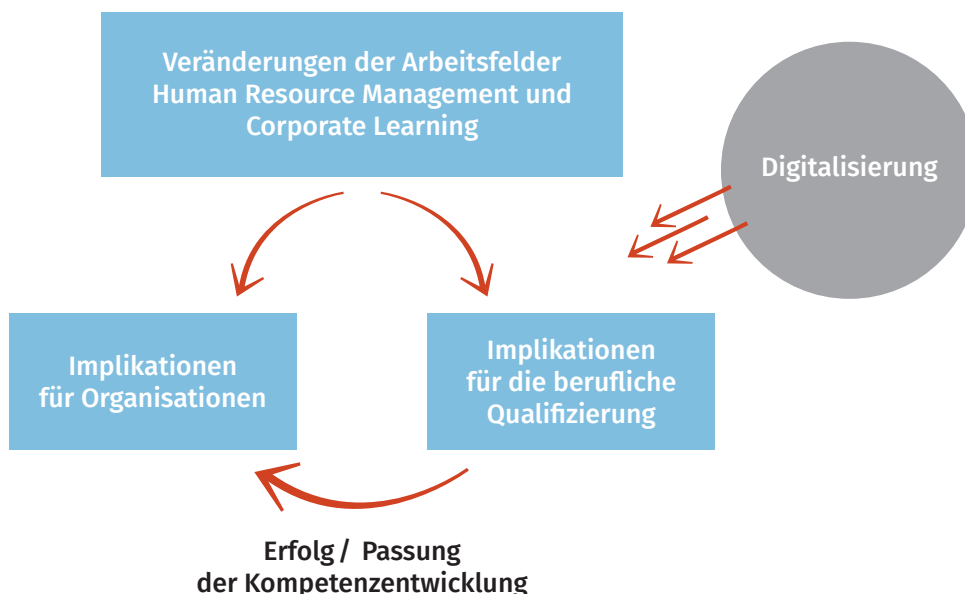 Veränderungen der Arbeitsfelder
Human Resource Management und
Corporate Learning
Digitalisierung
Implikationen
für Organisationen
Implikationen
für die berufliche
Qualifizierung
Erfolg / Passung
der Kompetenzentwicklung